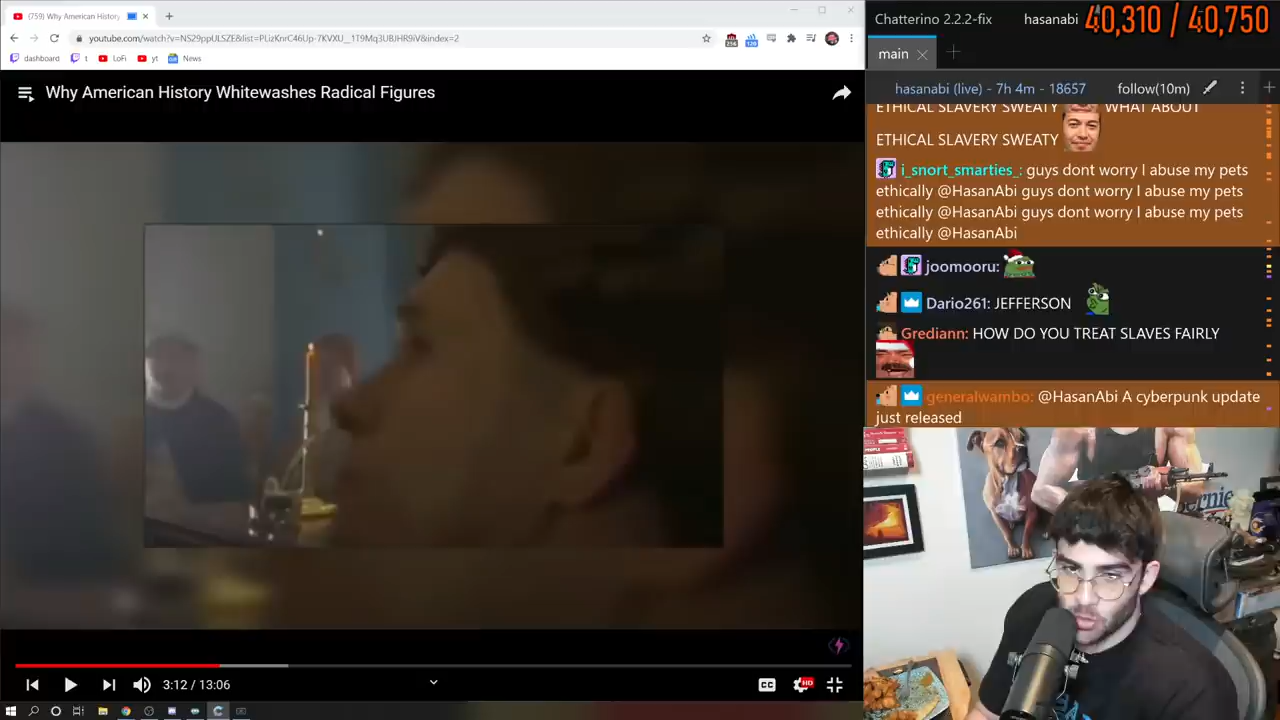 (759) Why American History
youtube.com/watch?v=NS29ppULSZE&list=PLizKnrC46Up-7KVXU__1T9Mq3UBJHR9iV&index=2
dashboard
t
LoFi
yt
News
Why American History Whitewashes Radical Figures
3:12 / 13:06
CC
HD
Chatterino 2.2.2-fix
hasanabi
40,310 / 40,750
main
hasanabi (live) - 7h 4m - 18657
follow(10m)
ETHICAL SLAVERY SWEATY WHAT ABOUT
ETHICAL SLAVERY SWEATY
i_snort_smarties_: guys dont worry I abuse my pets
ethically @HasanAbi guys dont worry I abuse my pets
ethically @HasanAbi guys dont worry I abuse my pets
ethically @HasanAbi
joomooru:
Dario261: JEFFERSON
Grediann: HOW DO YOU TREAT SLAVES FAIRLY
generalwambo: @HasanAbi A cyberpunk update
just released
ernie